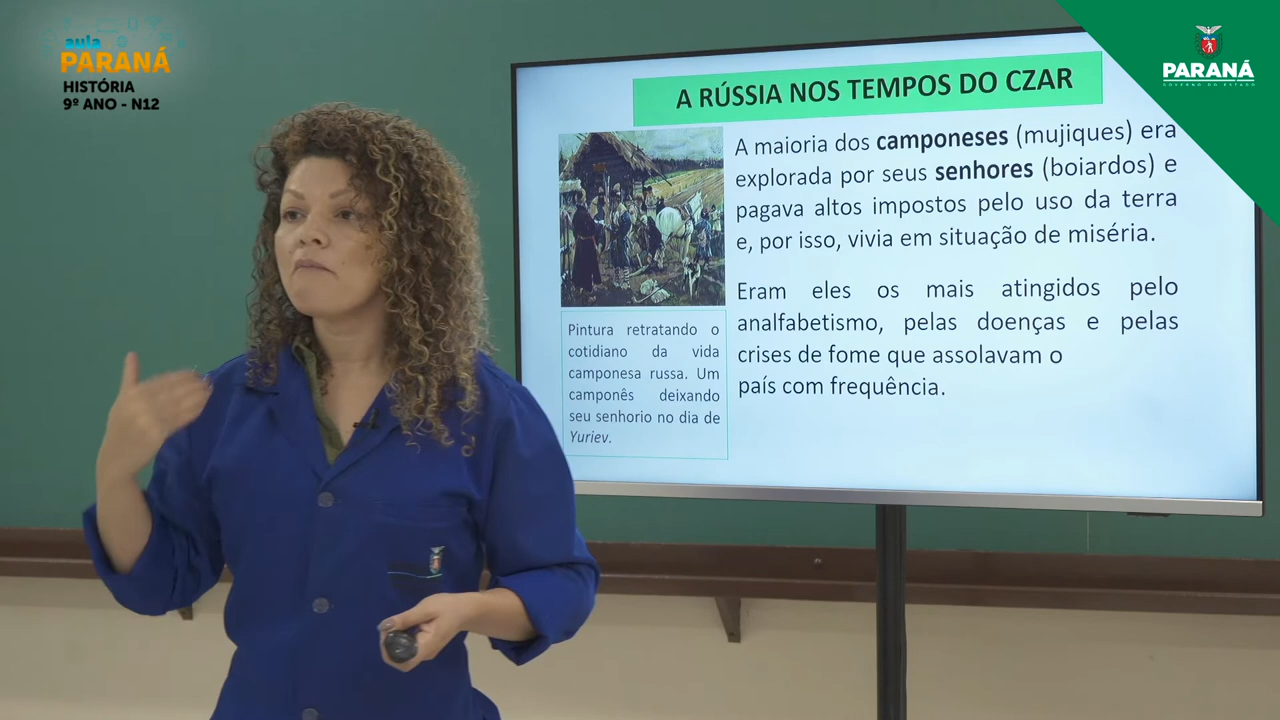 aula
PARANÁ
HISTÓRIA
9º ANO - N12
PARANÁ
GOVERNO DO ESTADO
A RÚSSIA NOS TEMPOS DO CZAR
A maioria dos camponeses (mujiques) era
explorada por seus senhores (boiardos) e
pagava altos impostos pelo uso da terra
e, por isso, vivia em situação de miséria.
Eram eles os mais atingidos pelo
analfabetismo, pelas doenças e pelas
crises de fome que assolavam o
país com frequência.
Pintura retratando o
cotidiano da vida
camponesa russa. Um
camponês deixando
seu senhorio no dia de
Yuriev.